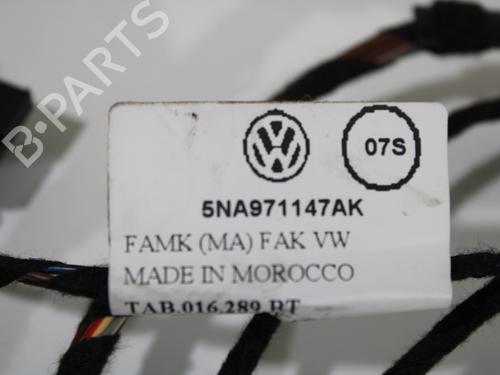 B-PARTS
07S
5NA971147AK
FAMK (MA) FAK VW
MADE IN MOROCCO
TAB.016.289 PT